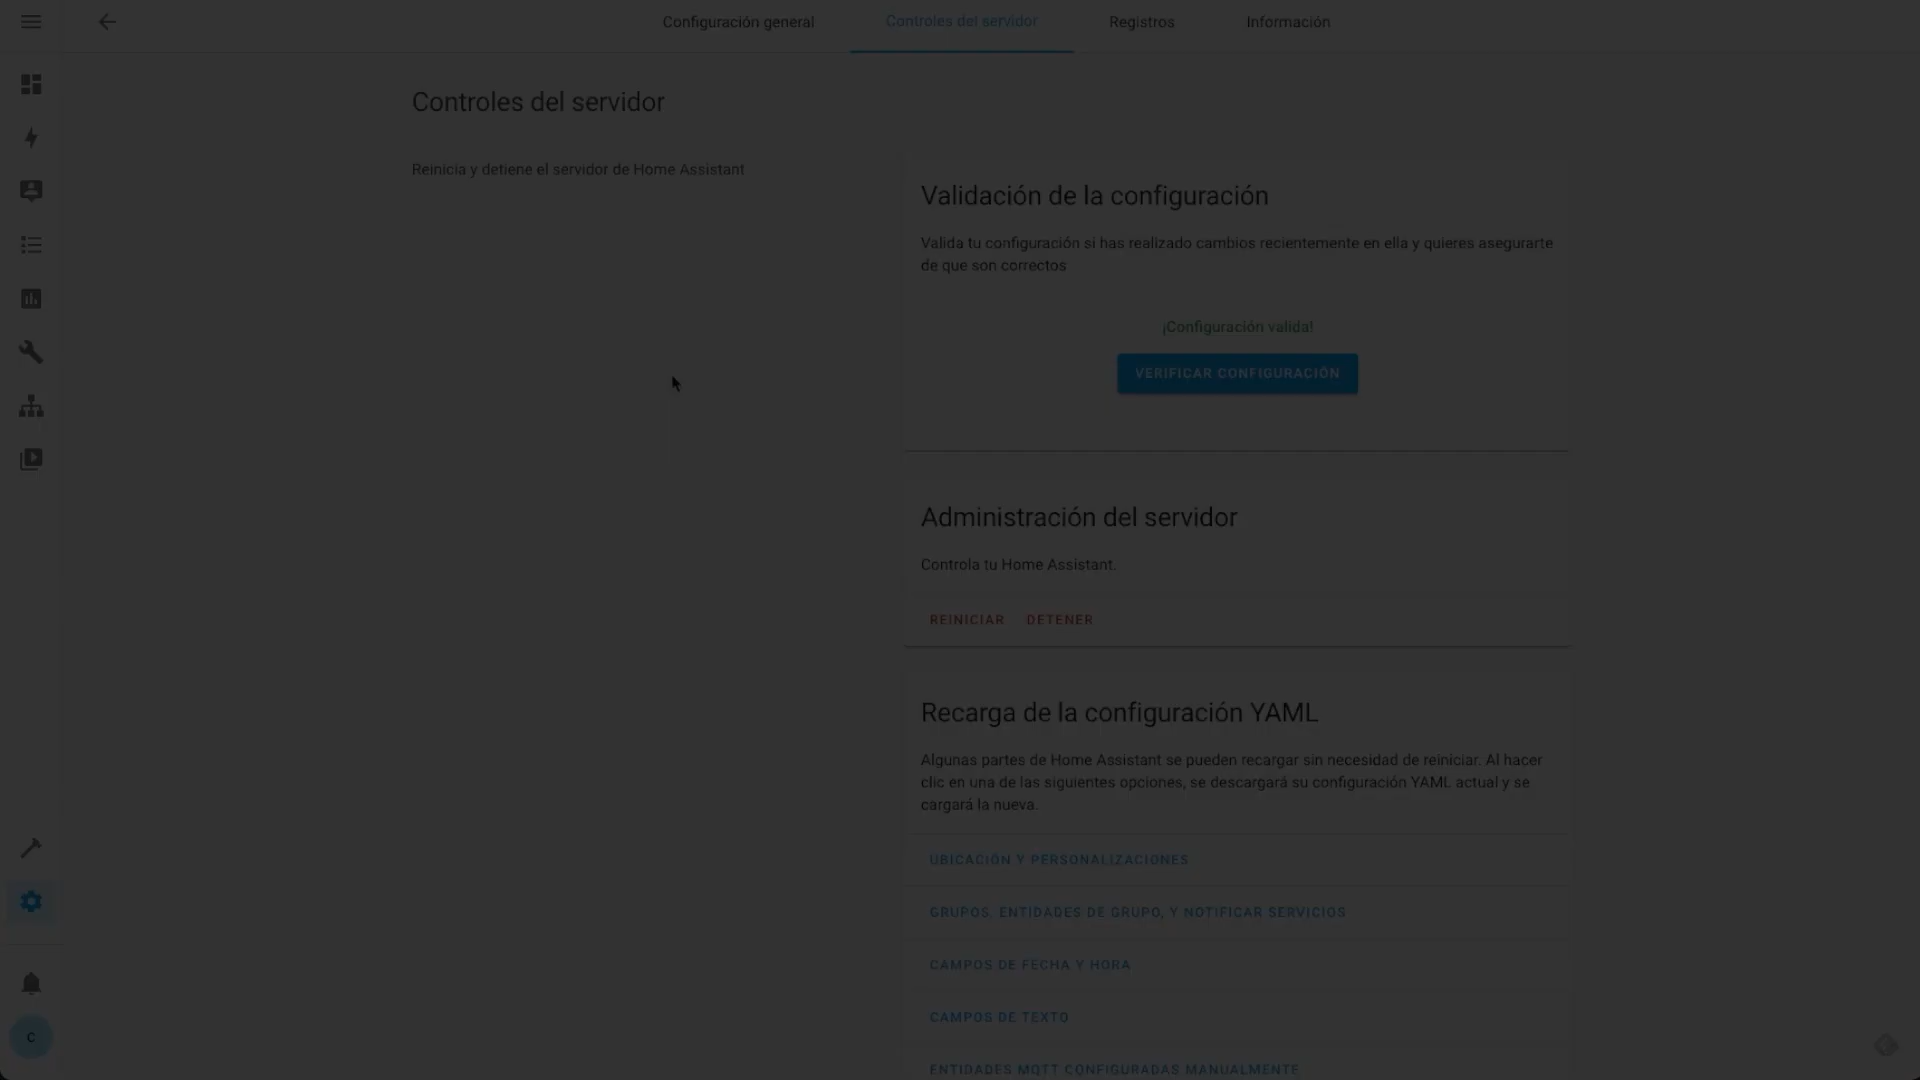 Configuración general
Controles del servidor
Registros
Información
Controles del servidor
Reinicia y detiene el servidor de Home Assistant
Validación de la configuración
Valida tu configuración si has realizado cambios recientemente en ella y quieres asegurarte
de que son correctos
¡Configuración valida!
VERIFICAR CONFIGURACIÓN
Administración del servidor
Controla tu Home Assistant.
REINICIAR DETENER
Recarga de la configuración YAML
Algunas partes de Home Assistant se pueden recargar sin necesidad de reiniciar. Al hacer
clic en una de las siguientes opciones, se descargará su configuración YAML actual y se
cargará la nueva.
UBICACIÓN Y PERSONALIZACIONES
GRUPOS, ENTIDADES DE GRUPO, Y NOTIFICAR SERVICIOS
CAMPOS DE FECHA Y HORA
CAMPOS DE TEXTO
ENTIDADES MQTT CONFIGURADAS MANUALMENTE
C